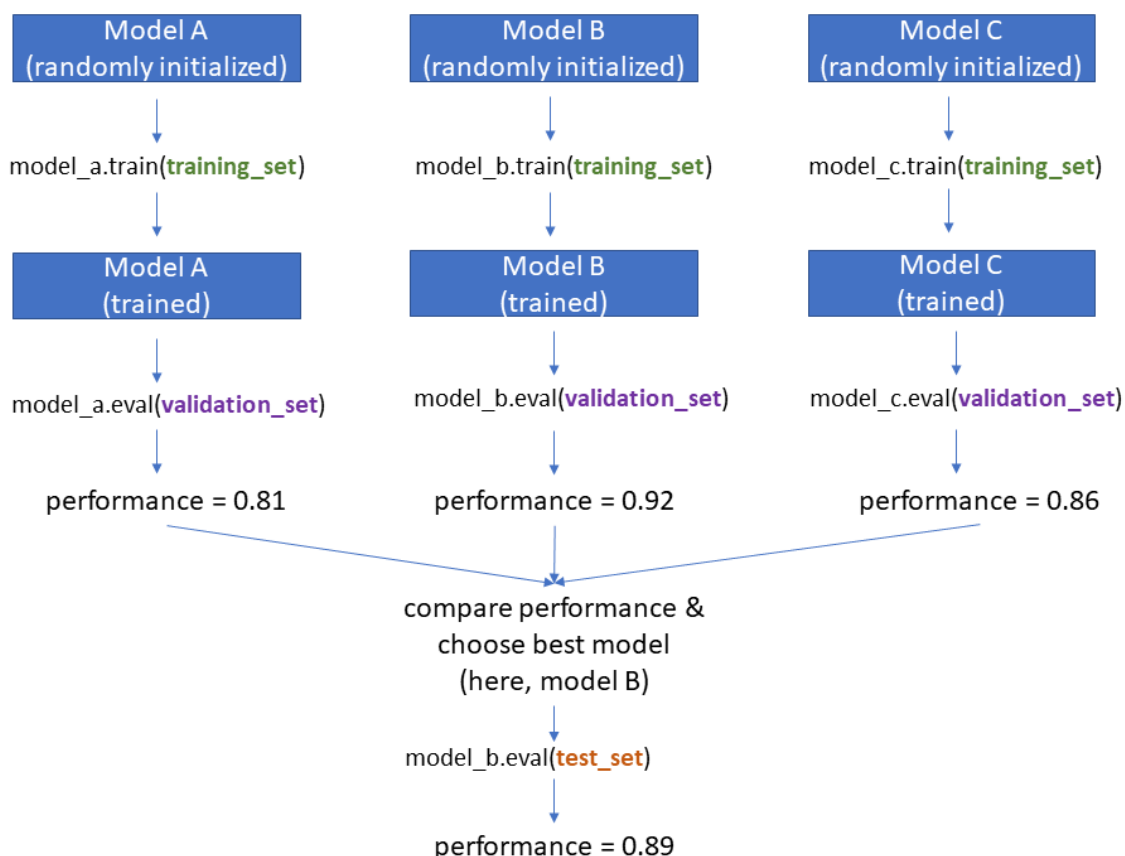 Model A
(randomly initialized)
Model B
(randomly initialized)
Model C
(randomly initialized)
model_a.train(training_set)
model_b.train(training_set)
model_c.train(training_set)
Model A
(trained)
Model B
(trained)
Model C
(trained)
model_a.eval(validation_set)
model_b.eval(validation_set)
model_c.eval(validation_set)
performance = 0.81
performance = 0.92
performance = 0.86
compare performance &
choose best model
(here, model B)
model_b.eval(test_set)
performance = 0.89